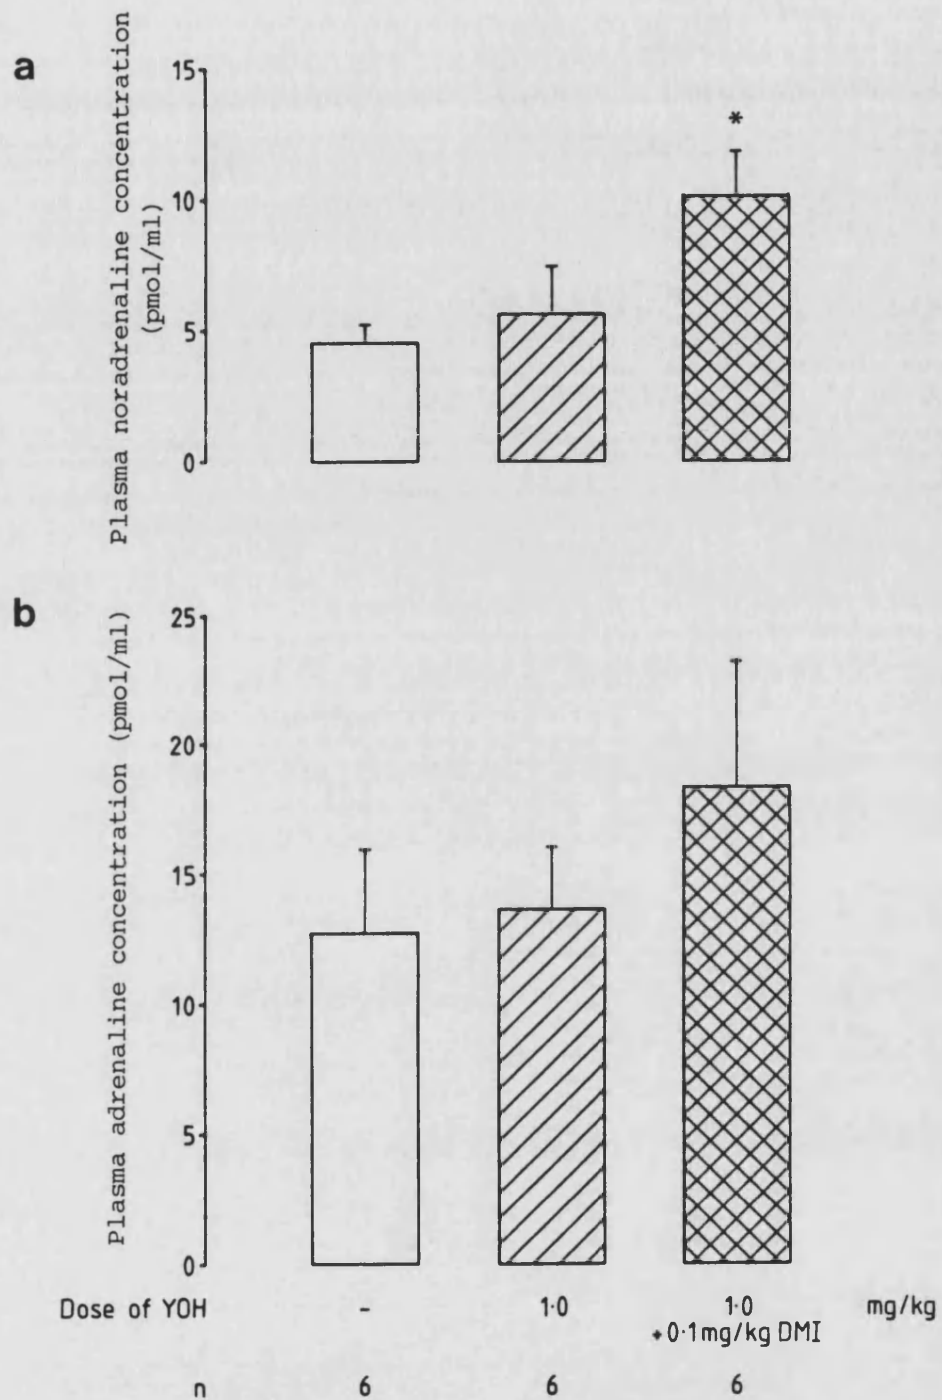 a
Plasma noradrenaline concentration
(pmol/ml)
15
10
5
0
*
b
Plasma adrenaline concentration (pmol/ml)
25
20
15
10
5
0
Dose of YOH - 1·0 1·0 mg/kg
+0·1mg/kg DMI
n 6 6 6